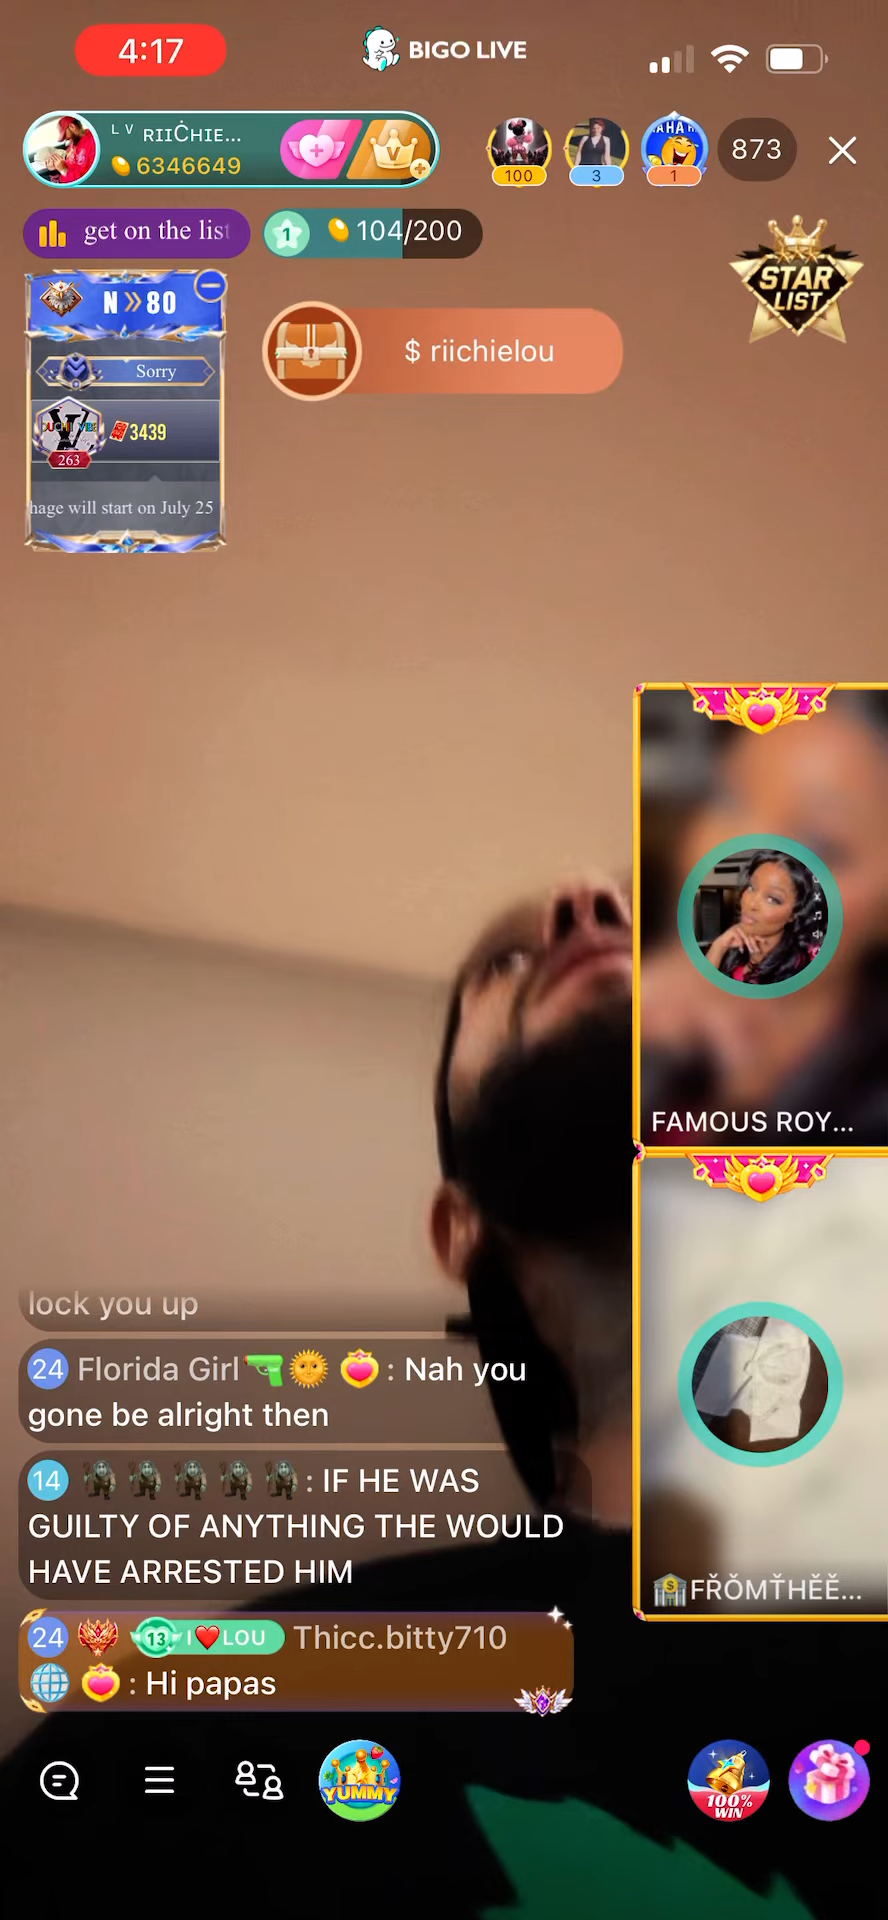 4:17
BIGO LIVE
LV RIIĊHIE...
6346649
100
3
1
873
get on the list
1
104/200
STAR
LIST
N » 80
$ riichielou
Sorry
3439
263
hage will start on July 25
FAMOUS ROY...
lock you up
24 Florida Girl🔫🌞 : Nah you
gone be alright then
14 : IF HE WAS
GUILTY OF ANYTHING THE WOULD
HAVE ARRESTED HIM
FŘǑMŤHĚĚ...
24 13 I❤️LOU Thicc.bitty710
🌐 : Hi papas
YUMMY
100%
WIN